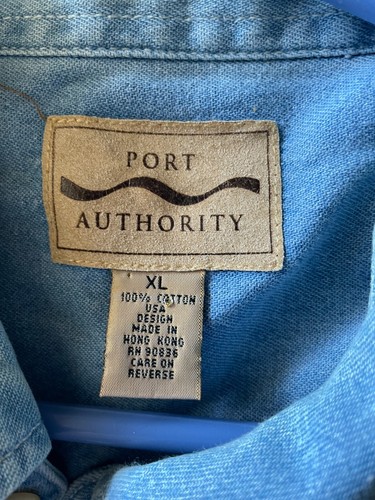 PORT
AUTHORITY
XL
100% COTTON
USA
DESIGN
MADE IN
HONG KONG
RN 90836
CARE ON
REVERSE